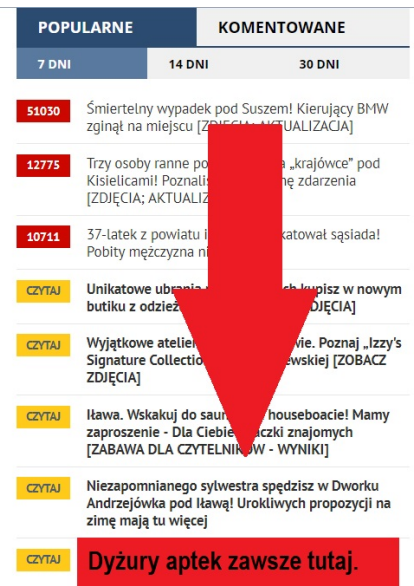 POPULARNE KOMENTOWANE
7 DNI 14 DNI 30 DNI
51030 Śmiertelny wypadek pod Suszem! Kierujący BMW
zginął na miejscu [ZDJĘCIA; AKTUALIZACJA]
12775 Trzy osoby ranne „krajówce” pod
Kisielicami! zdarzenia
[ZDJĘCIA;
10711 37-latek z powiatu sąsiada!
Pobity mężczyzna
CZYTAJ Unikatowe kupisz w nowym
butiku z
CZYTAJ Wyjątkowe Poznaj „Izzy's
Signature [ZOBACZ
ZDJĘCIA]
CZYTAJ Iława. Wskakuj do houseboacie! Mamy
zaproszenie - Dla znajomych
[ZABAWA DLA CZYTELNIKÓW - WYNIKI]
CZYTAJ Niezapomnianego sylwestra spędzisz w Dworku
Andrzejówka pod Iławą! Urokliwych propozycji na
zimę mają tu więcej
CZYTAJ Dyżury aptek zawsze tutaj.